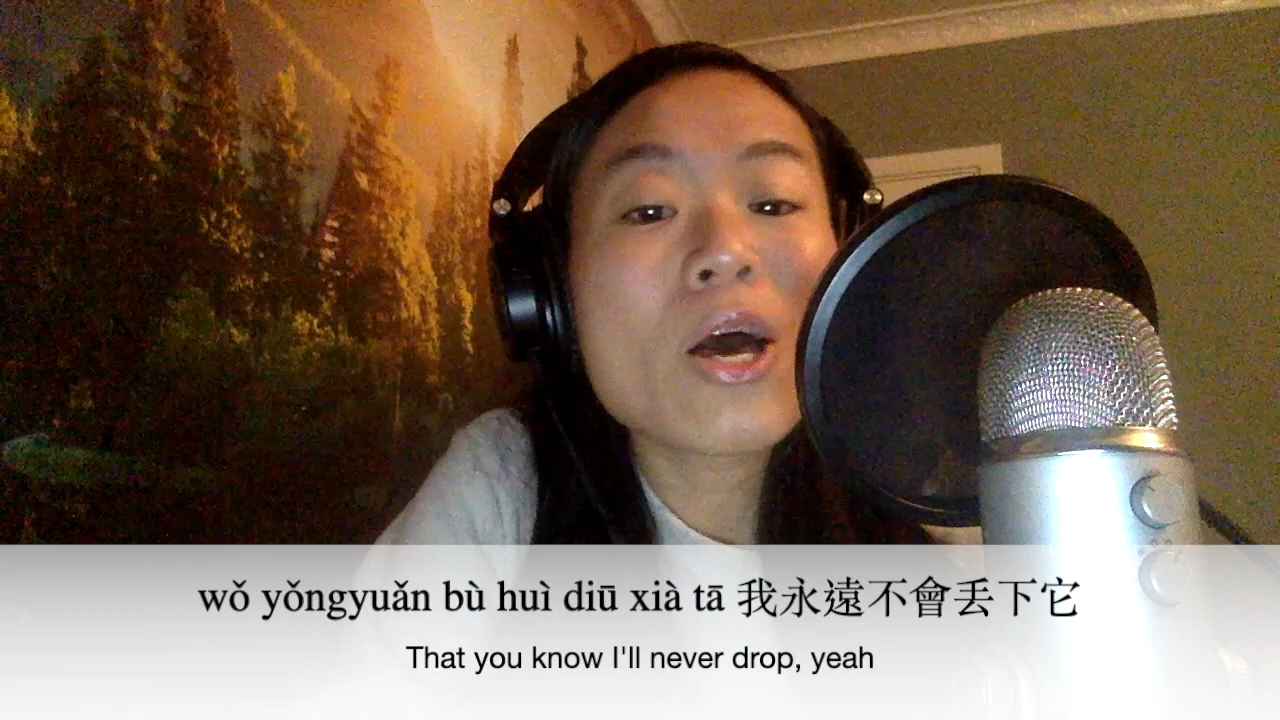 wǒ yǒngyuǎn bù huì diū xià tā 我永遠不會丟下它
That you know I'll never drop, yeah